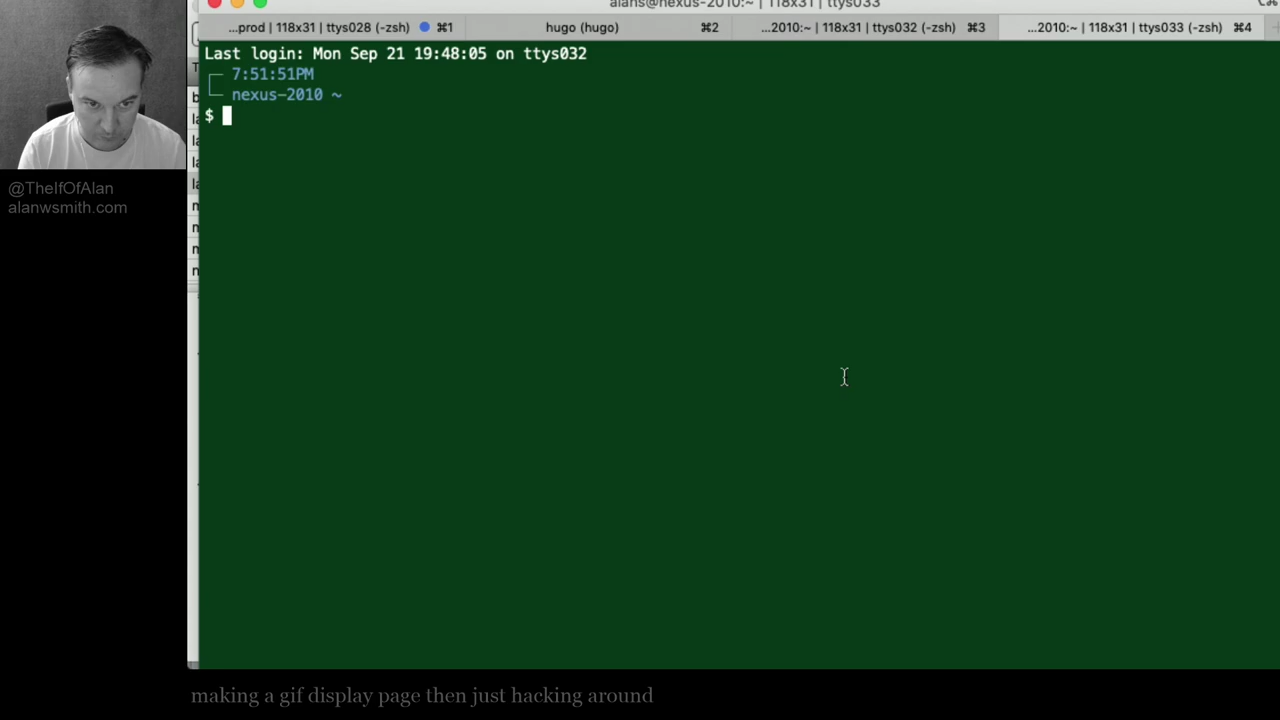 alans@nexus-2010:~ | 118x31 | ttys033
...prod | 118x31 | ttys028 (-zsh) ⌘1
hugo (hugo) ⌘2
...2010:~ | 118x31 | ttys032 (-zsh) ⌘3
...2010:~ | 118x31 | ttys033 (-zsh) ⌘4
Last login: Mon Sep 21 19:48:05 on ttys032
7:51:51PM
nexus-2010 ~
$
@TheIfOfAlan
alanwsmith.com
making a gif display page then just hacking around